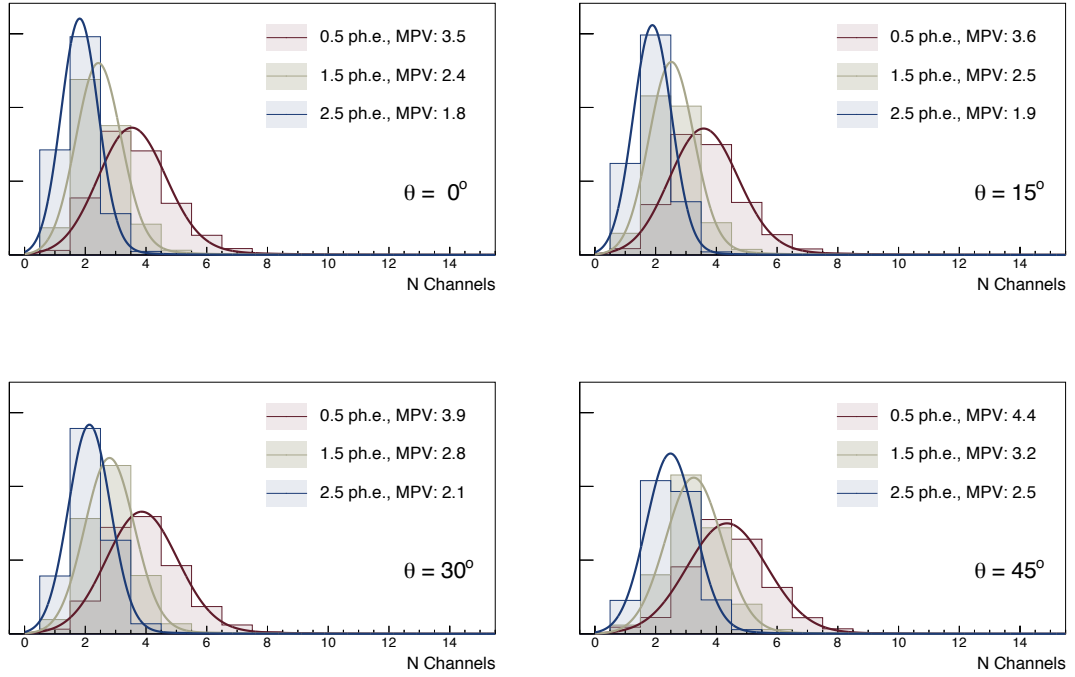 0.5 ph.e., MPV: 3.5
1.5 ph.e., MPV: 2.4
2.5 ph.e., MPV: 1.8
θ = 0º
0 2 4 6 8 10 12 14
N Channels
0.5 ph.e., MPV: 3.6
1.5 ph.e., MPV: 2.5
2.5 ph.e., MPV: 1.9
θ = 15º
0 2 4 6 8 10 12 14
N Channels
0.5 ph.e., MPV: 3.9
1.5 ph.e., MPV: 2.8
2.5 ph.e., MPV: 2.1
θ = 30º
0 2 4 6 8 10 12 14
N Channels
0.5 ph.e., MPV: 4.4
1.5 ph.e., MPV: 3.2
2.5 ph.e., MPV: 2.5
θ = 45º
0 2 4 6 8 10 12 14
N Channels